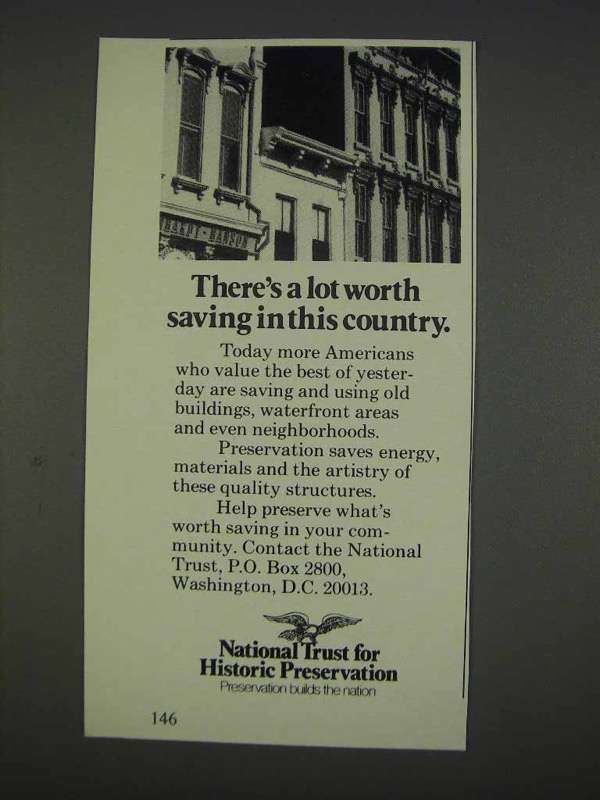 There's a lot worth
saving in this country.
Today more Americans
who value the best of yester-
day are saving and using old
buildings, waterfront areas
and even neighborhoods.
Preservation saves energy,
materials and the artistry of
these quality structures.
Help preserve what's
worth saving in your com-
munity. Contact the National
Trust, P.O. Box 2800,
Washington, D.C. 20013.
National Trust for
Historic Preservation
Preservation builds the nation
146